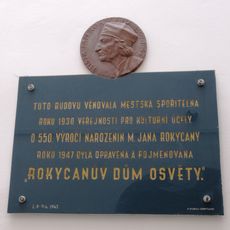 TUTO BUDOVU VĚNOVALA MĚSTSKÁ SPOŘITELNA
ROKU 1930 VEŘEJNOSTI PRO KULTURNÍ ÚČELY
O 550. VÝROČÍ NAROZENIN M. JANA ROKYCANY
ROKU 1947 BYLA OPRAVENA A POJMENOVÁNA
„ROKYCANŮV DŮM OSVĚTY.“